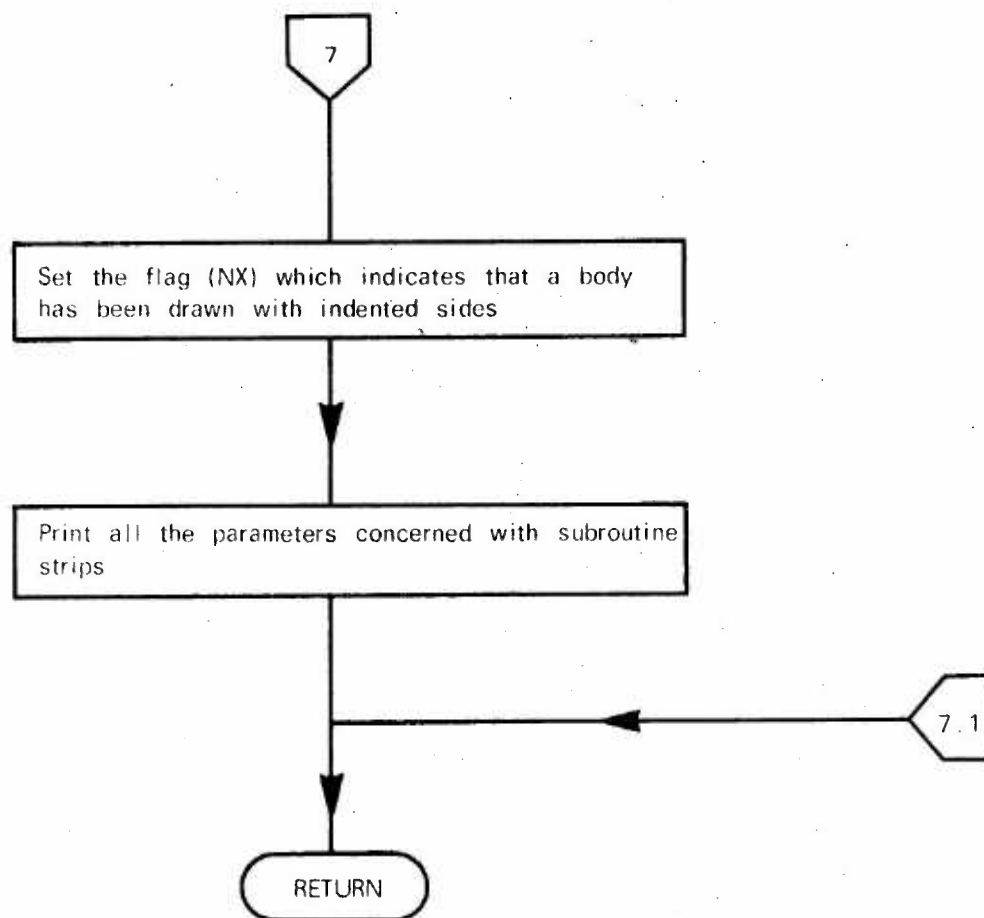 7
Set the flag (NX) which indicates that a body
has been drawn with indented sides
Print all the parameters concerned with subroutine
strips
7.1
RETURN